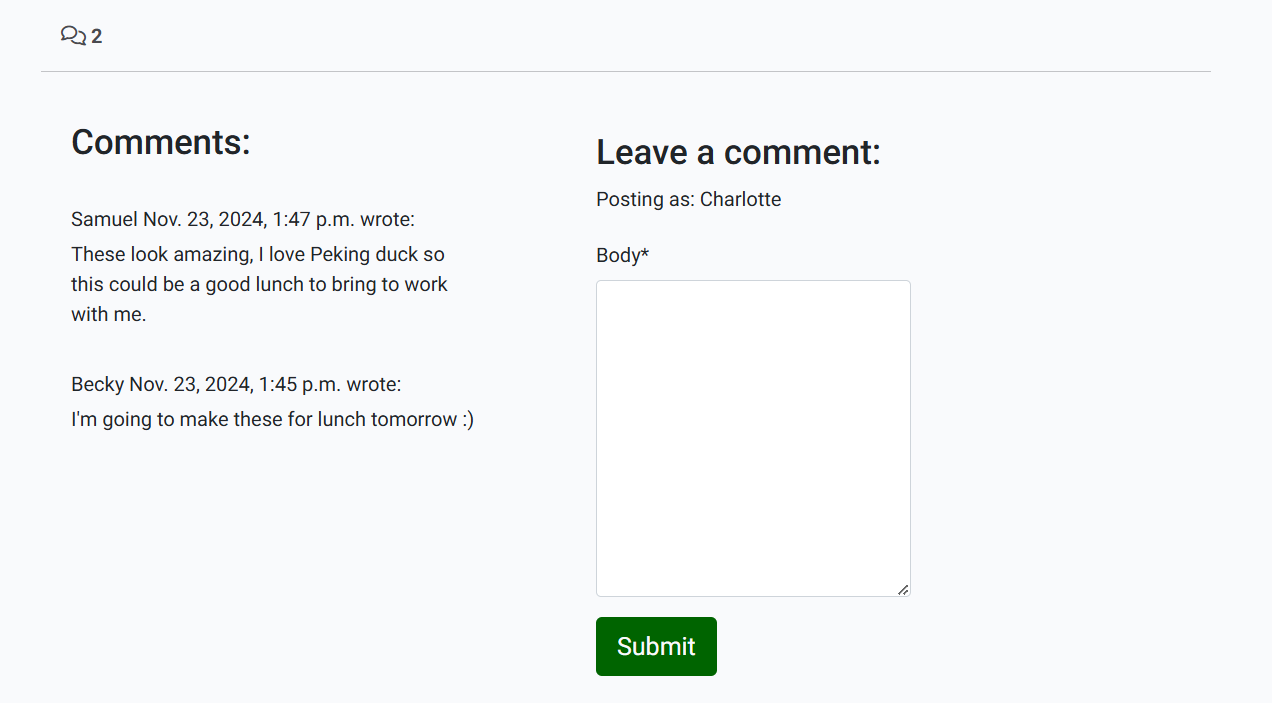 2
Comments:
Samuel Nov. 23, 2024, 1:47 p.m. wrote:
These look amazing, I love Peking duck so
this could be a good lunch to bring to work
with me.
Becky Nov. 23, 2024, 1:45 p.m. wrote:
I'm going to make these for lunch tomorrow :)
Leave a comment:
Posting as: Charlotte
Body*
Submit